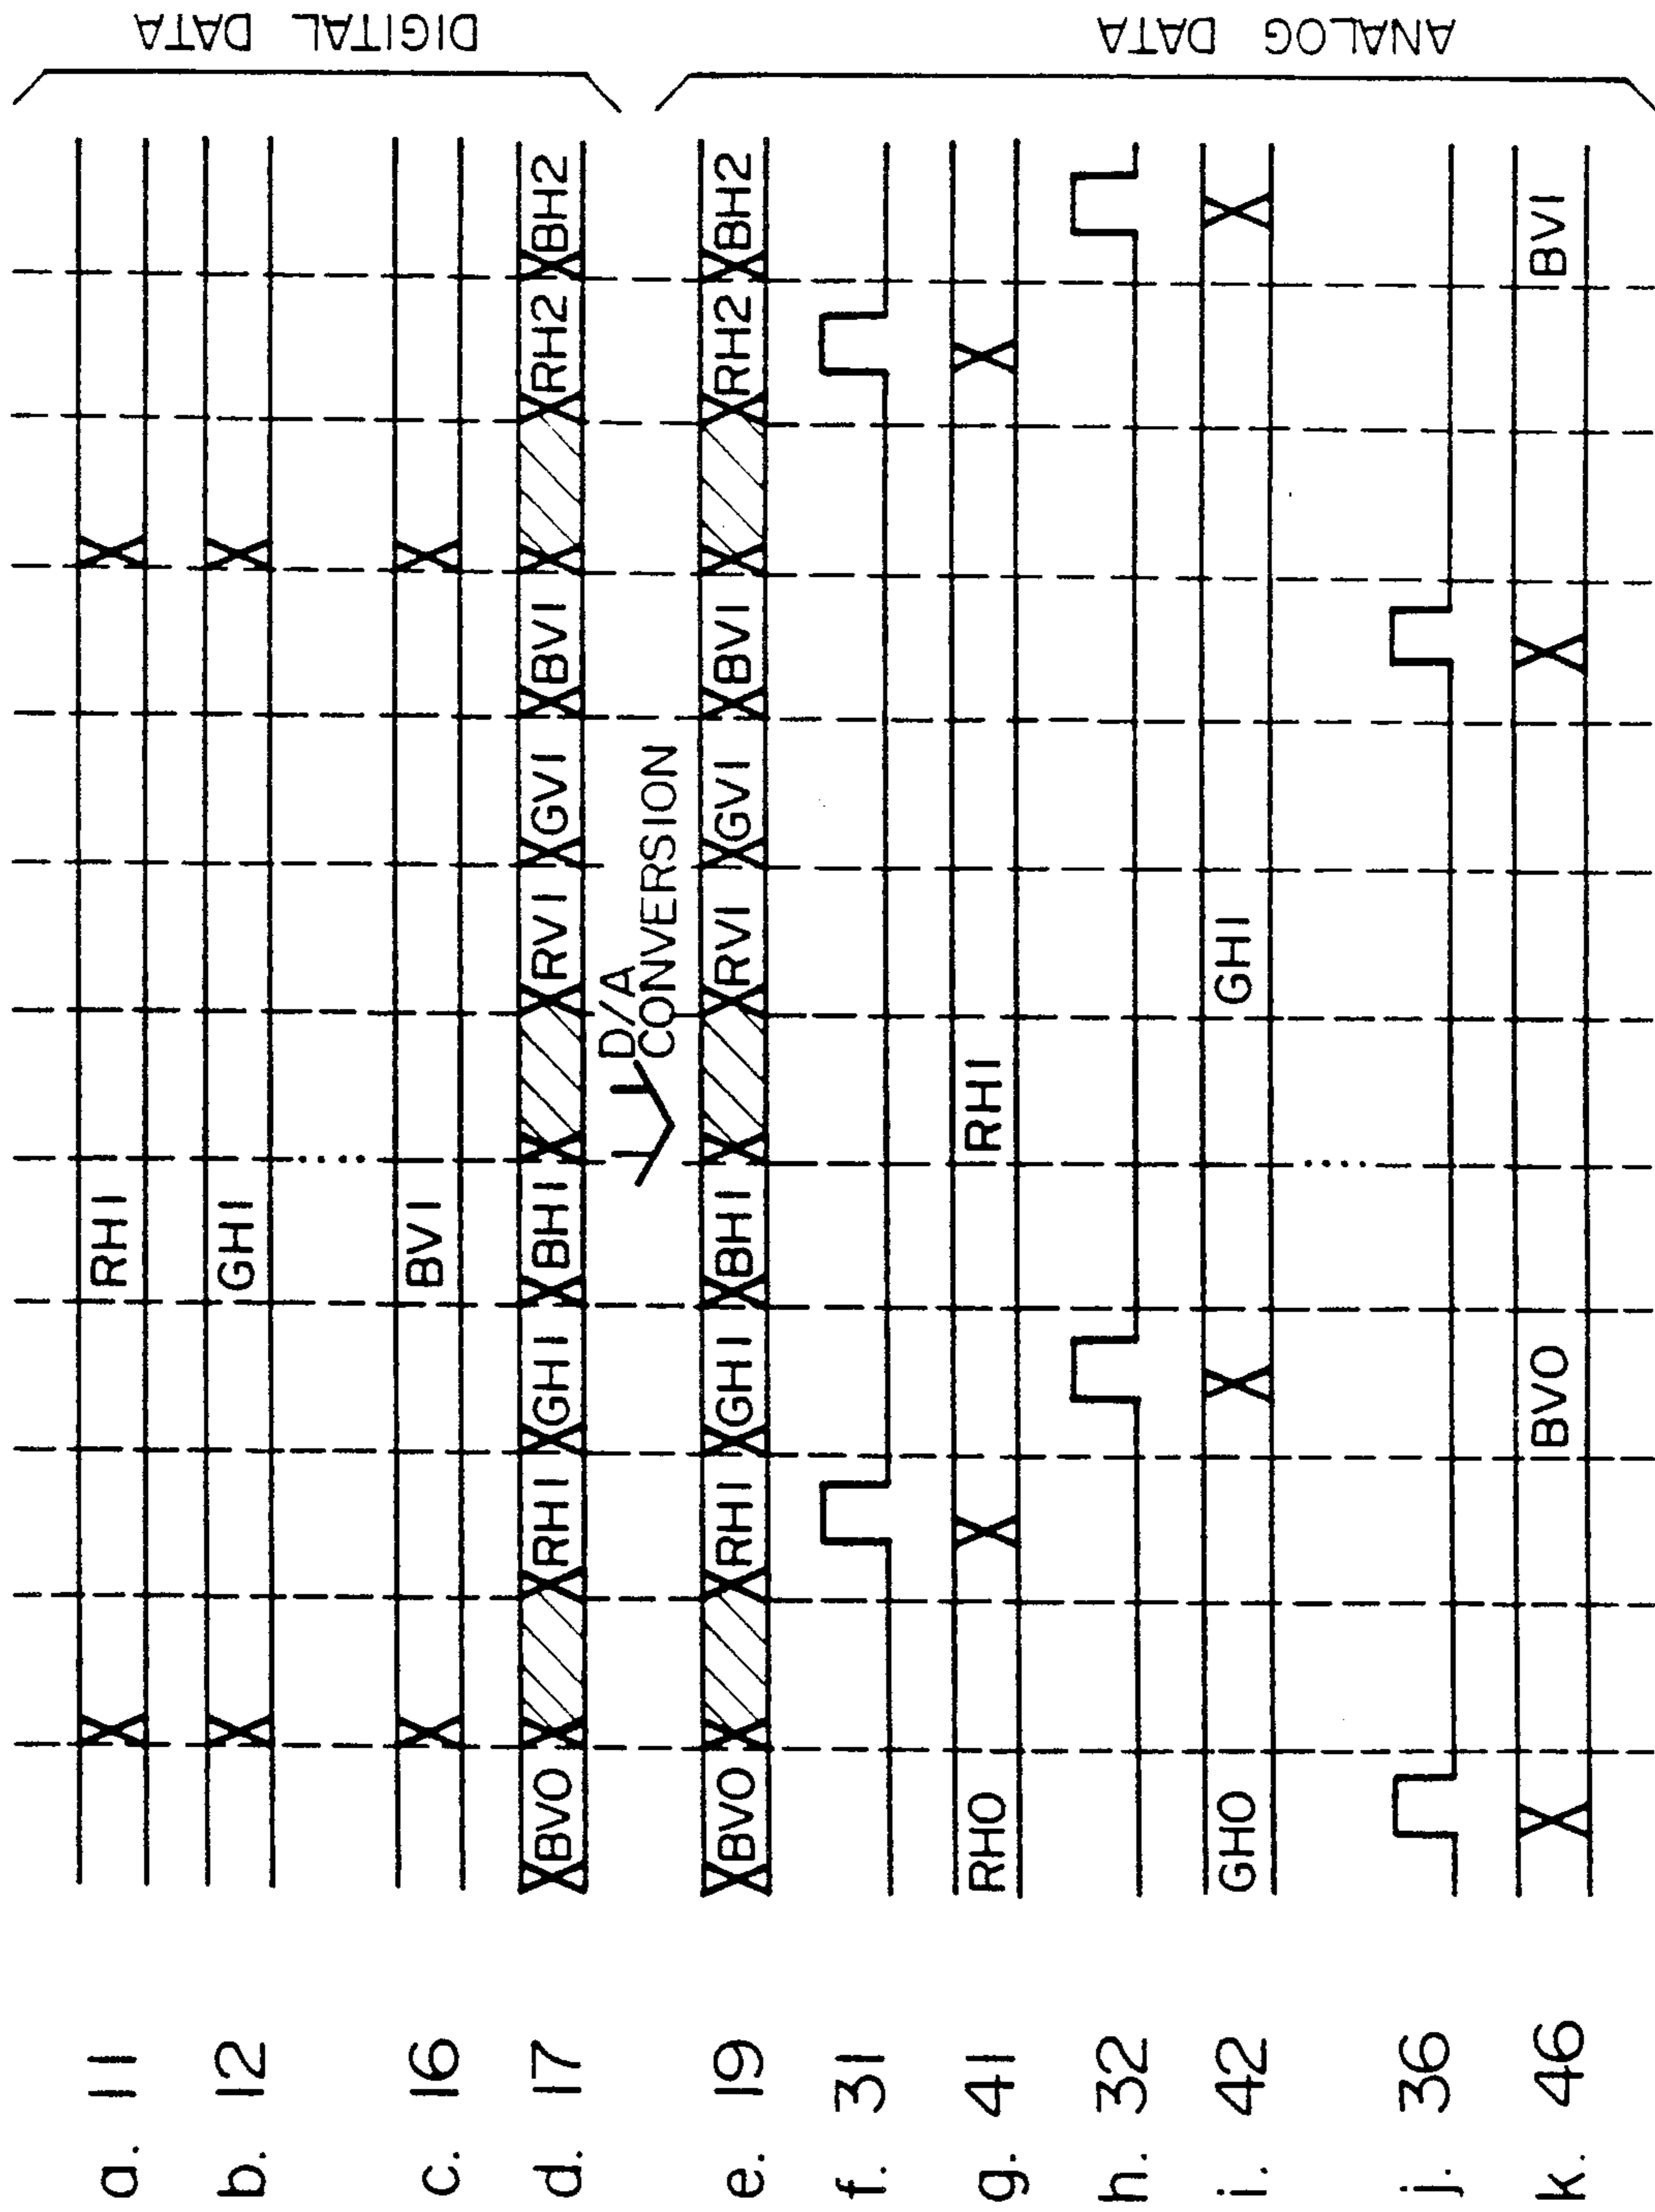 a. 11 RH1
b. 12 GH1
c. 16 BV1
d. 17 BV0 RH1 GH1 BH1 RV1 GV1 BV1 RH2 BH2
DIGITAL DATA
D/A
CONVERSION
e. 19 BV0 RH1 GH1 BH1 RV1 GV1 BV1 RH2 BH2
f. 31
g. 41 RH0 RH1
h. 32
i. 42 GH0 GH1
j. 36
k. 46 BV0 BV1
ANALOG DATA